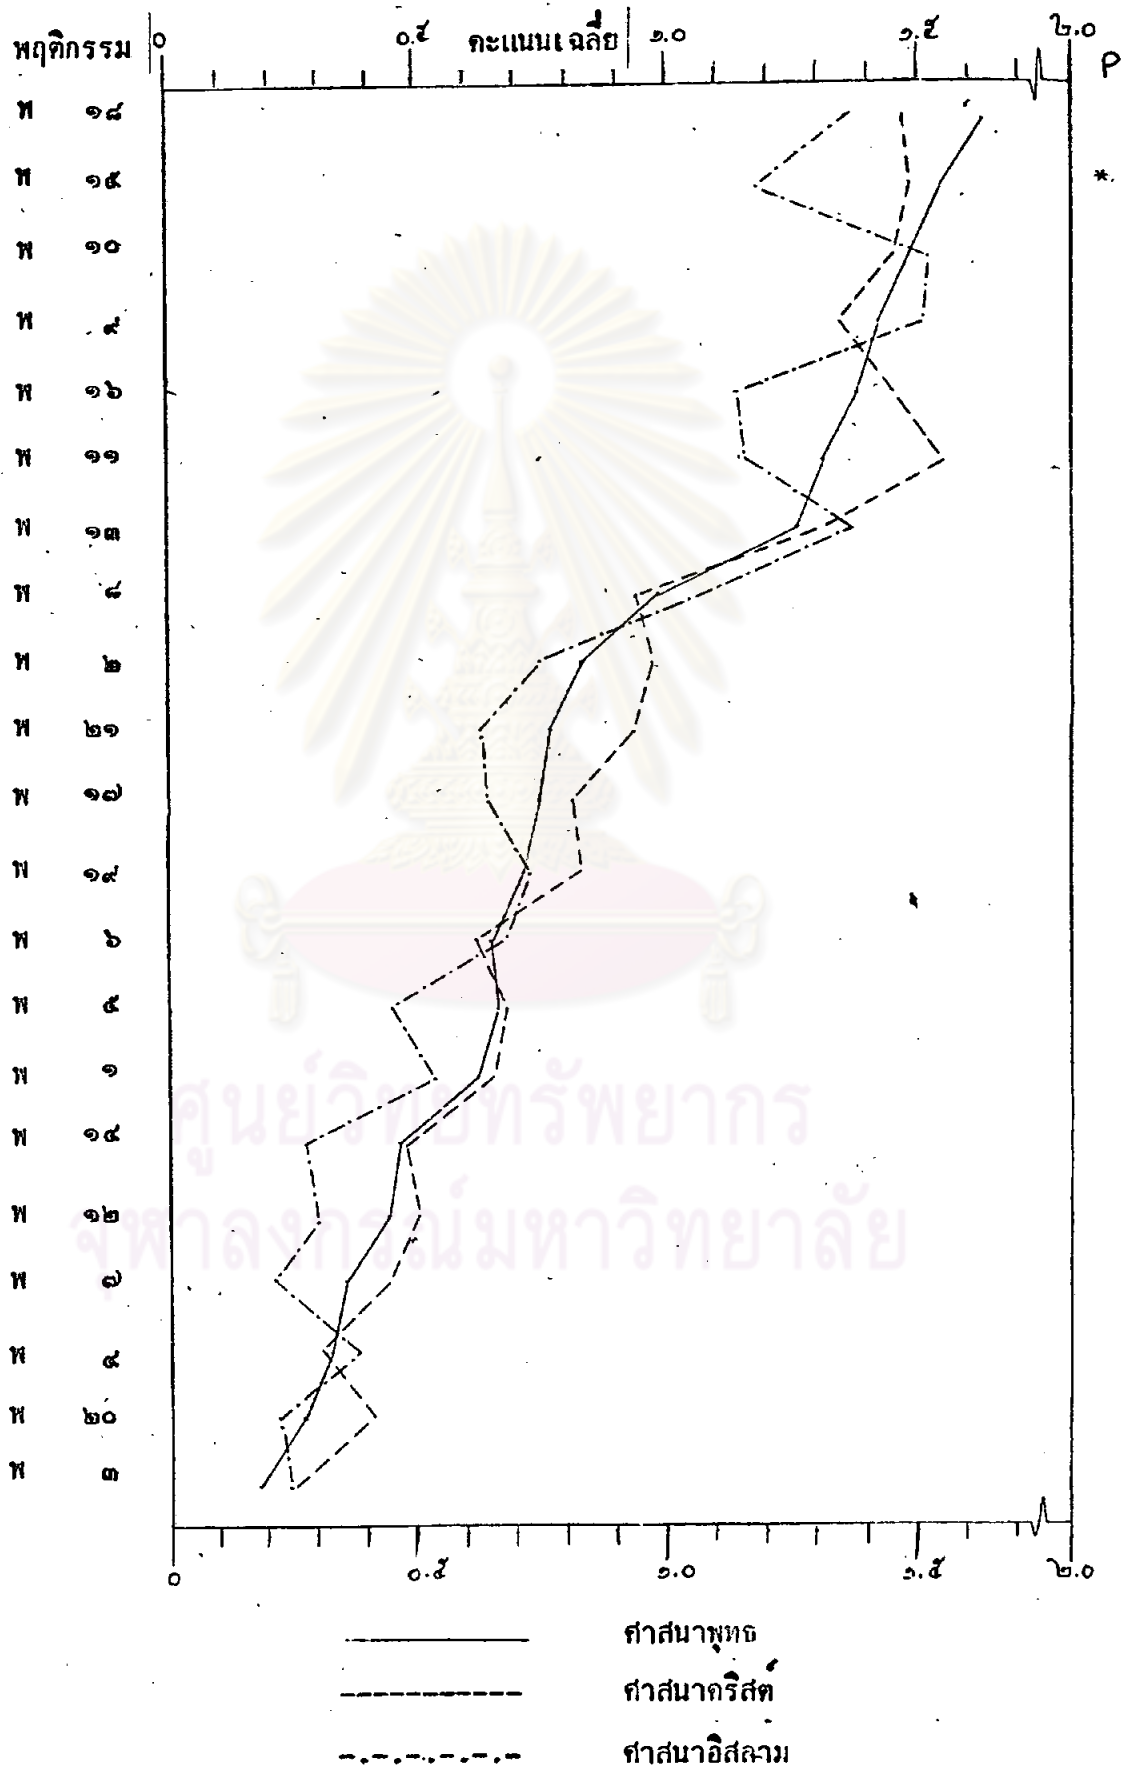 ๐ ๐.๕ คะแนนเฉลี่ย ๑.๐ ๑.๕ ๒.๐
พฤติกรรม P
พ ๑๘
พ ๑๕ *
พ ๑๐
พ ๙
พ ๑๖
พ ๑๑
พ ๑๓
พ ๘
พ ๒
พ ๒๑
พ ๑๗
พ ๑๙
พ ๖
พ ๕
พ ๑
พ ๑๔
พ ๑๒
พ ๗
พ ๔
พ ๒๐
พ ๓
๐ ๐.๕ ๑.๐ ๑.๕ ๒.๐
ศาสนาพุทธ
ศาสนาคริสต์
ศาสนาอิสลาม
ศูนย์วิทยทรัพยากร
จุฬาลงกรณ์มหาวิทยาลัย